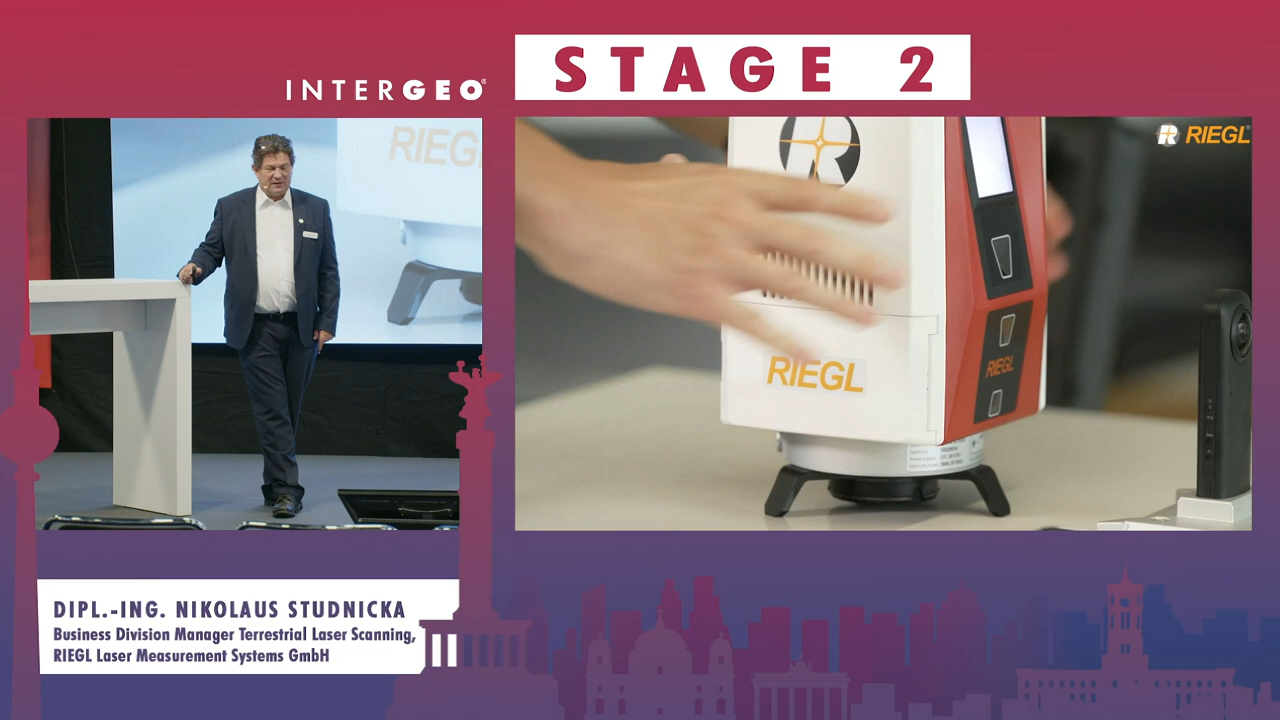 STAGE 2
INTERGEO®
RIEG
RIEGL
RIEGL
RIEGL
DIPL.-ING. NIKOLAUS STUDNICKA
Business Division Manager Terrestrial Laser Scanning,
RIEGL Laser Measurement Systems GmbH